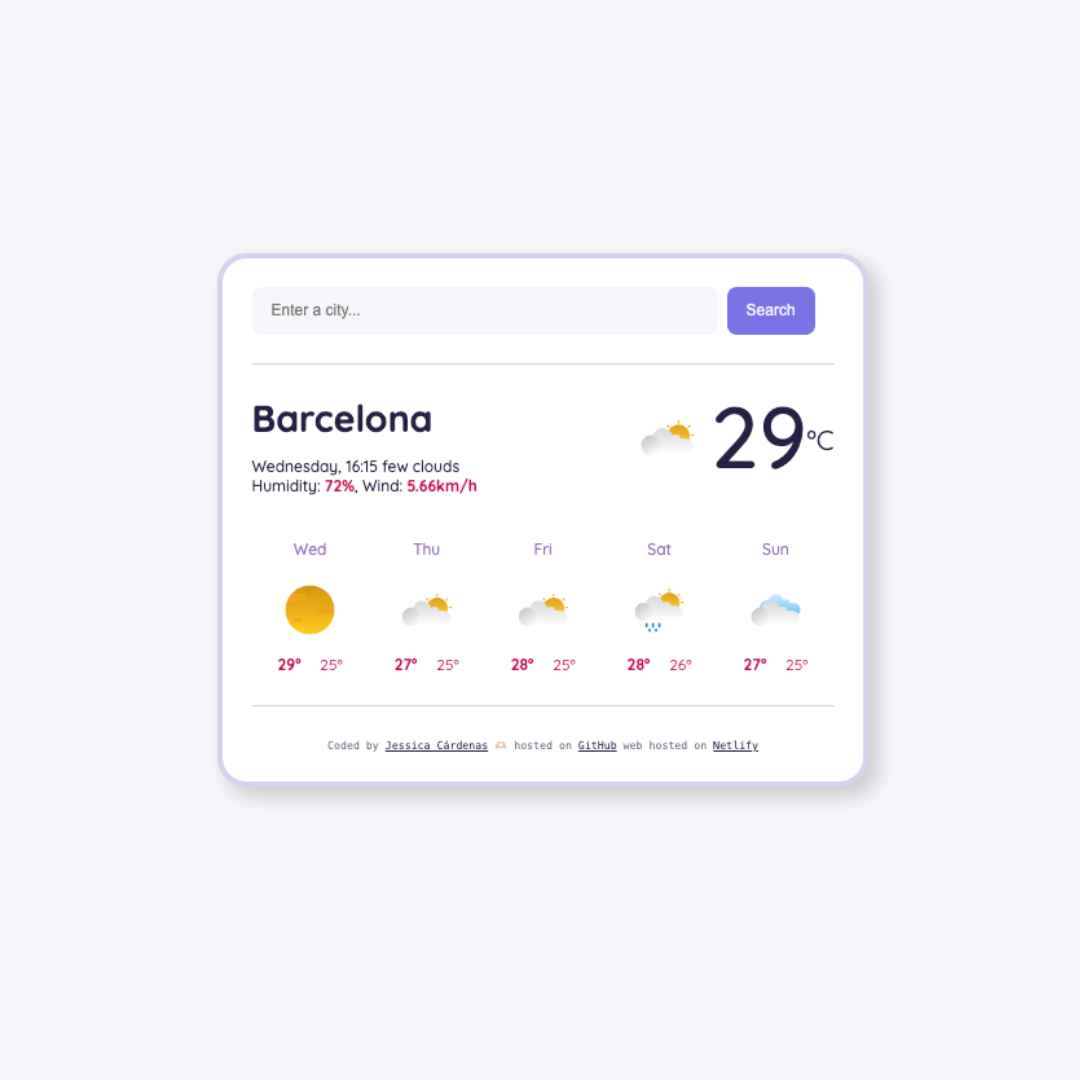 Enter a city...
Search
Barcelona
29°C
Wednesday, 16:15 few clouds
Humidity: 72%, Wind: 5.66km/h
Wed Thu Fri Sat Sun
29° 25° 27° 25° 28° 25° 28° 26° 27° 25°
Coded by Jessica Cárdenas 🫶🏻 hosted on GitHub web hosted on Netlify